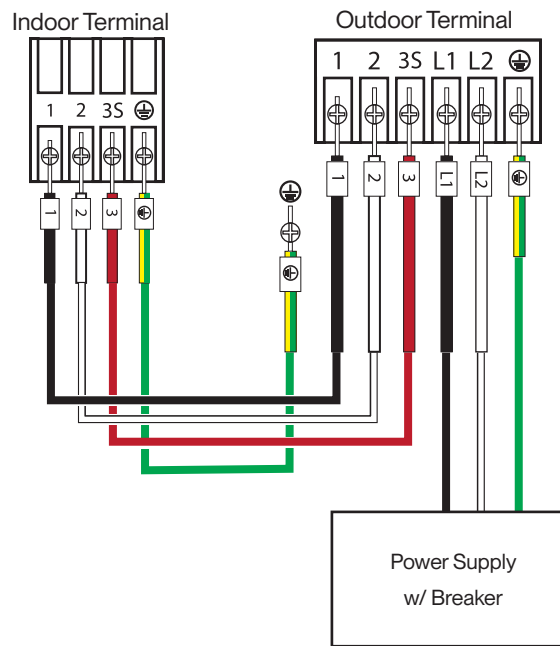 Indoor Terminal
Outdoor Terminal
1 2 3S L1 L2
1 2 3S
1 2 3 L1 L2
1 2 3
Power Supply
w/ Breaker